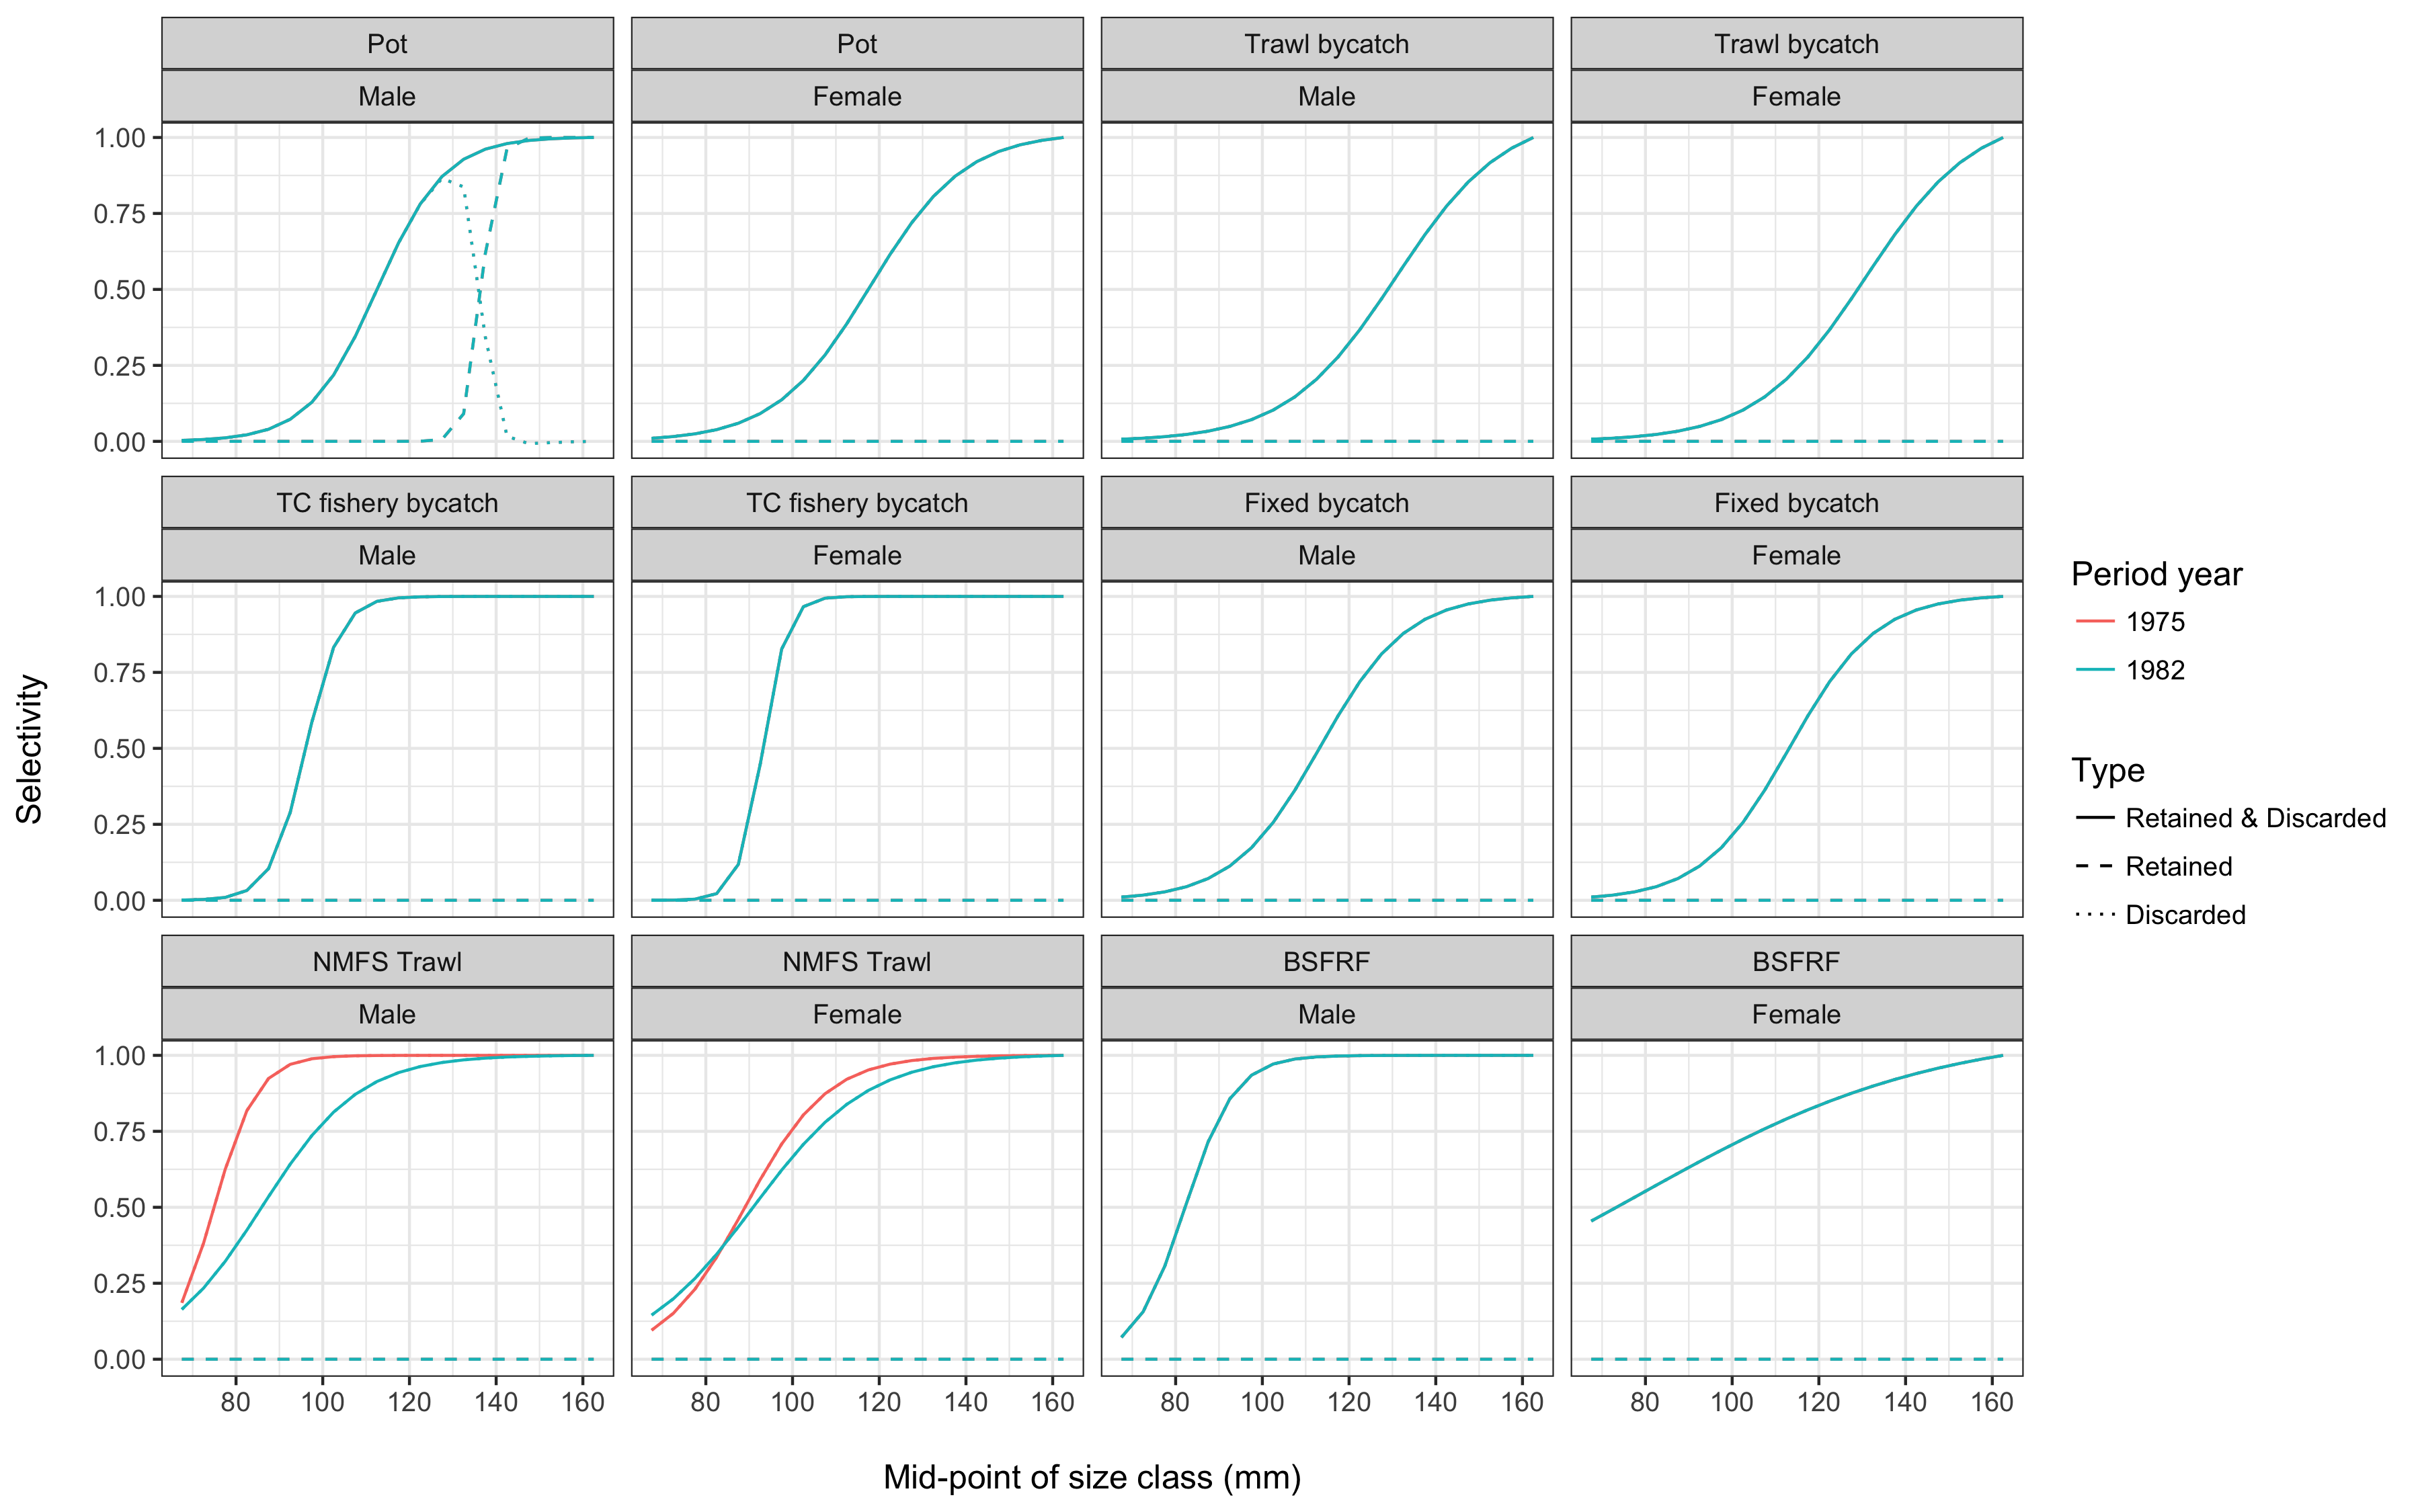 Pot
Pot
Trawl bycatch
Trawl bycatch
Male
Female
Male
Female
1.00
0.75
0.50
0.25
0.00
TC fishery bycatch
TC fishery bycatch
Fixed bycatch
Fixed bycatch
Male
Female
Male
Female
1.00
0.75
0.50
0.25
0.00
NMFS Trawl
NMFS Trawl
BSFRF
BSFRF
Male
Female
Male
Female
1.00
0.75
0.50
0.25
0.00
80 100 120 140 160
80 100 120 140 160
80 100 120 140 160
80 100 120 140 160
Selectivity
Mid-point of size class (mm)
Period year
1975
1982
Type
Retained & Discarded
Retained
Discarded